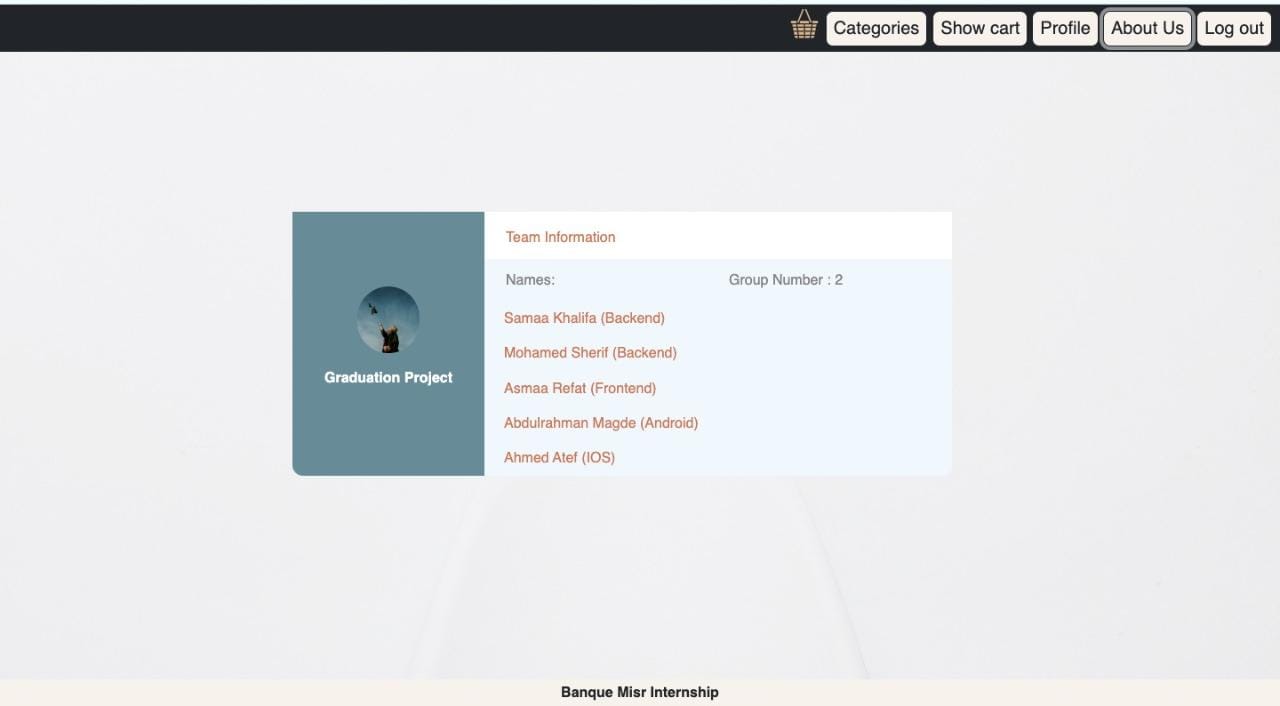 Categories Show cart Profile About Us Log out
Team Information
Names: Group Number : 2
Samaa Khalifa (Backend)
Mohamed Sherif (Backend)
Asmaa Refat (Frontend)
Abdulrahman Magde (Android)
Ahmed Atef (IOS)
Graduation Project
Banque Misr Internship